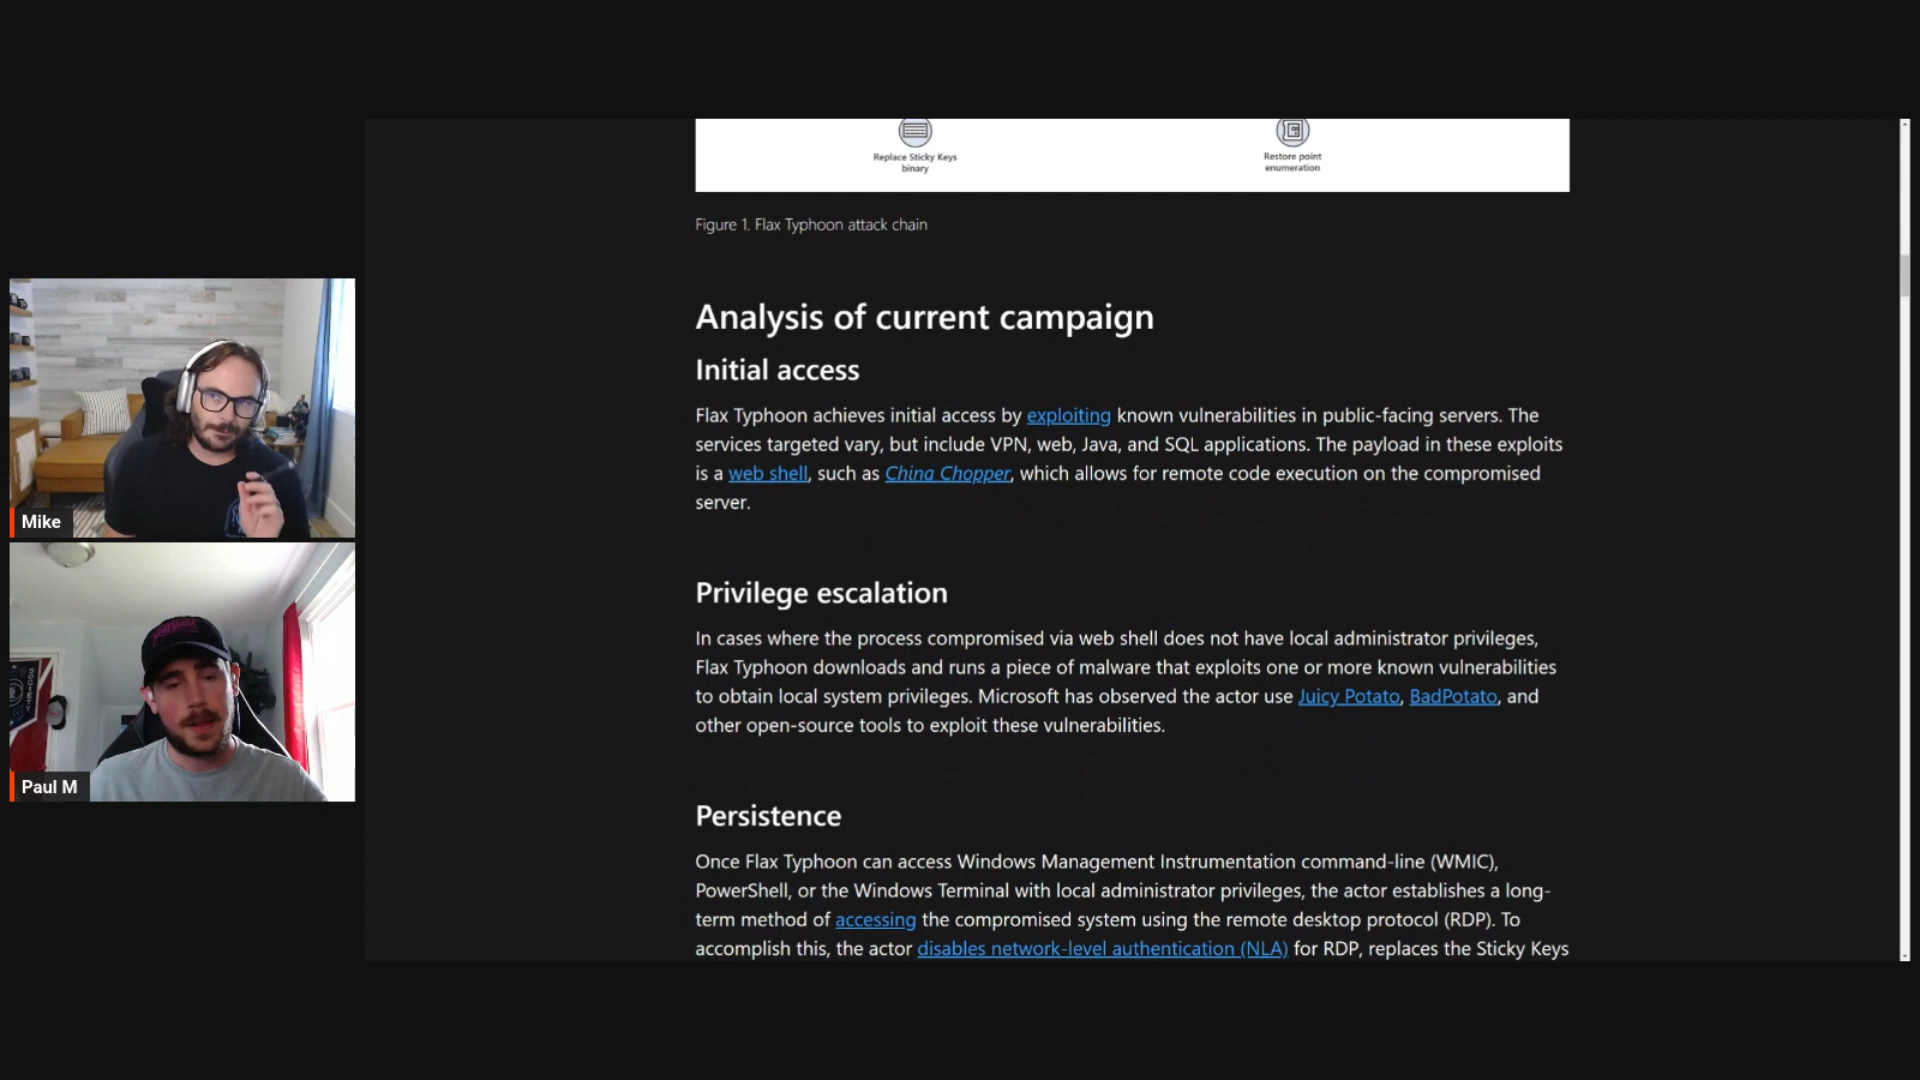 Replace Sticky Keys
binary
Restore point
enumeration
Figure 1. Flax Typhoon attack chain
Analysis of current campaign
Initial access
Flax Typhoon achieves initial access by exploiting known vulnerabilities in public-facing servers. The
services targeted vary, but include VPN, web, Java, and SQL applications. The payload in these exploits
is a web shell, such as China Chopper, which allows for remote code execution on the compromised
server.
Privilege escalation
In cases where the process compromised via web shell does not have local administrator privileges,
Flax Typhoon downloads and runs a piece of malware that exploits one or more known vulnerabilities
to obtain local system privileges. Microsoft has observed the actor use Juicy Potato, BadPotato, and
other open-source tools to exploit these vulnerabilities.
Persistence
Once Flax Typhoon can access Windows Management Instrumentation command-line (WMIC),
PowerShell, or the Windows Terminal with local administrator privileges, the actor establishes a long-
term method of accessing the compromised system using the remote desktop protocol (RDP). To
accomplish this, the actor disables network-level authentication (NLA) for RDP, replaces the Sticky Keys
Mike
Paul M